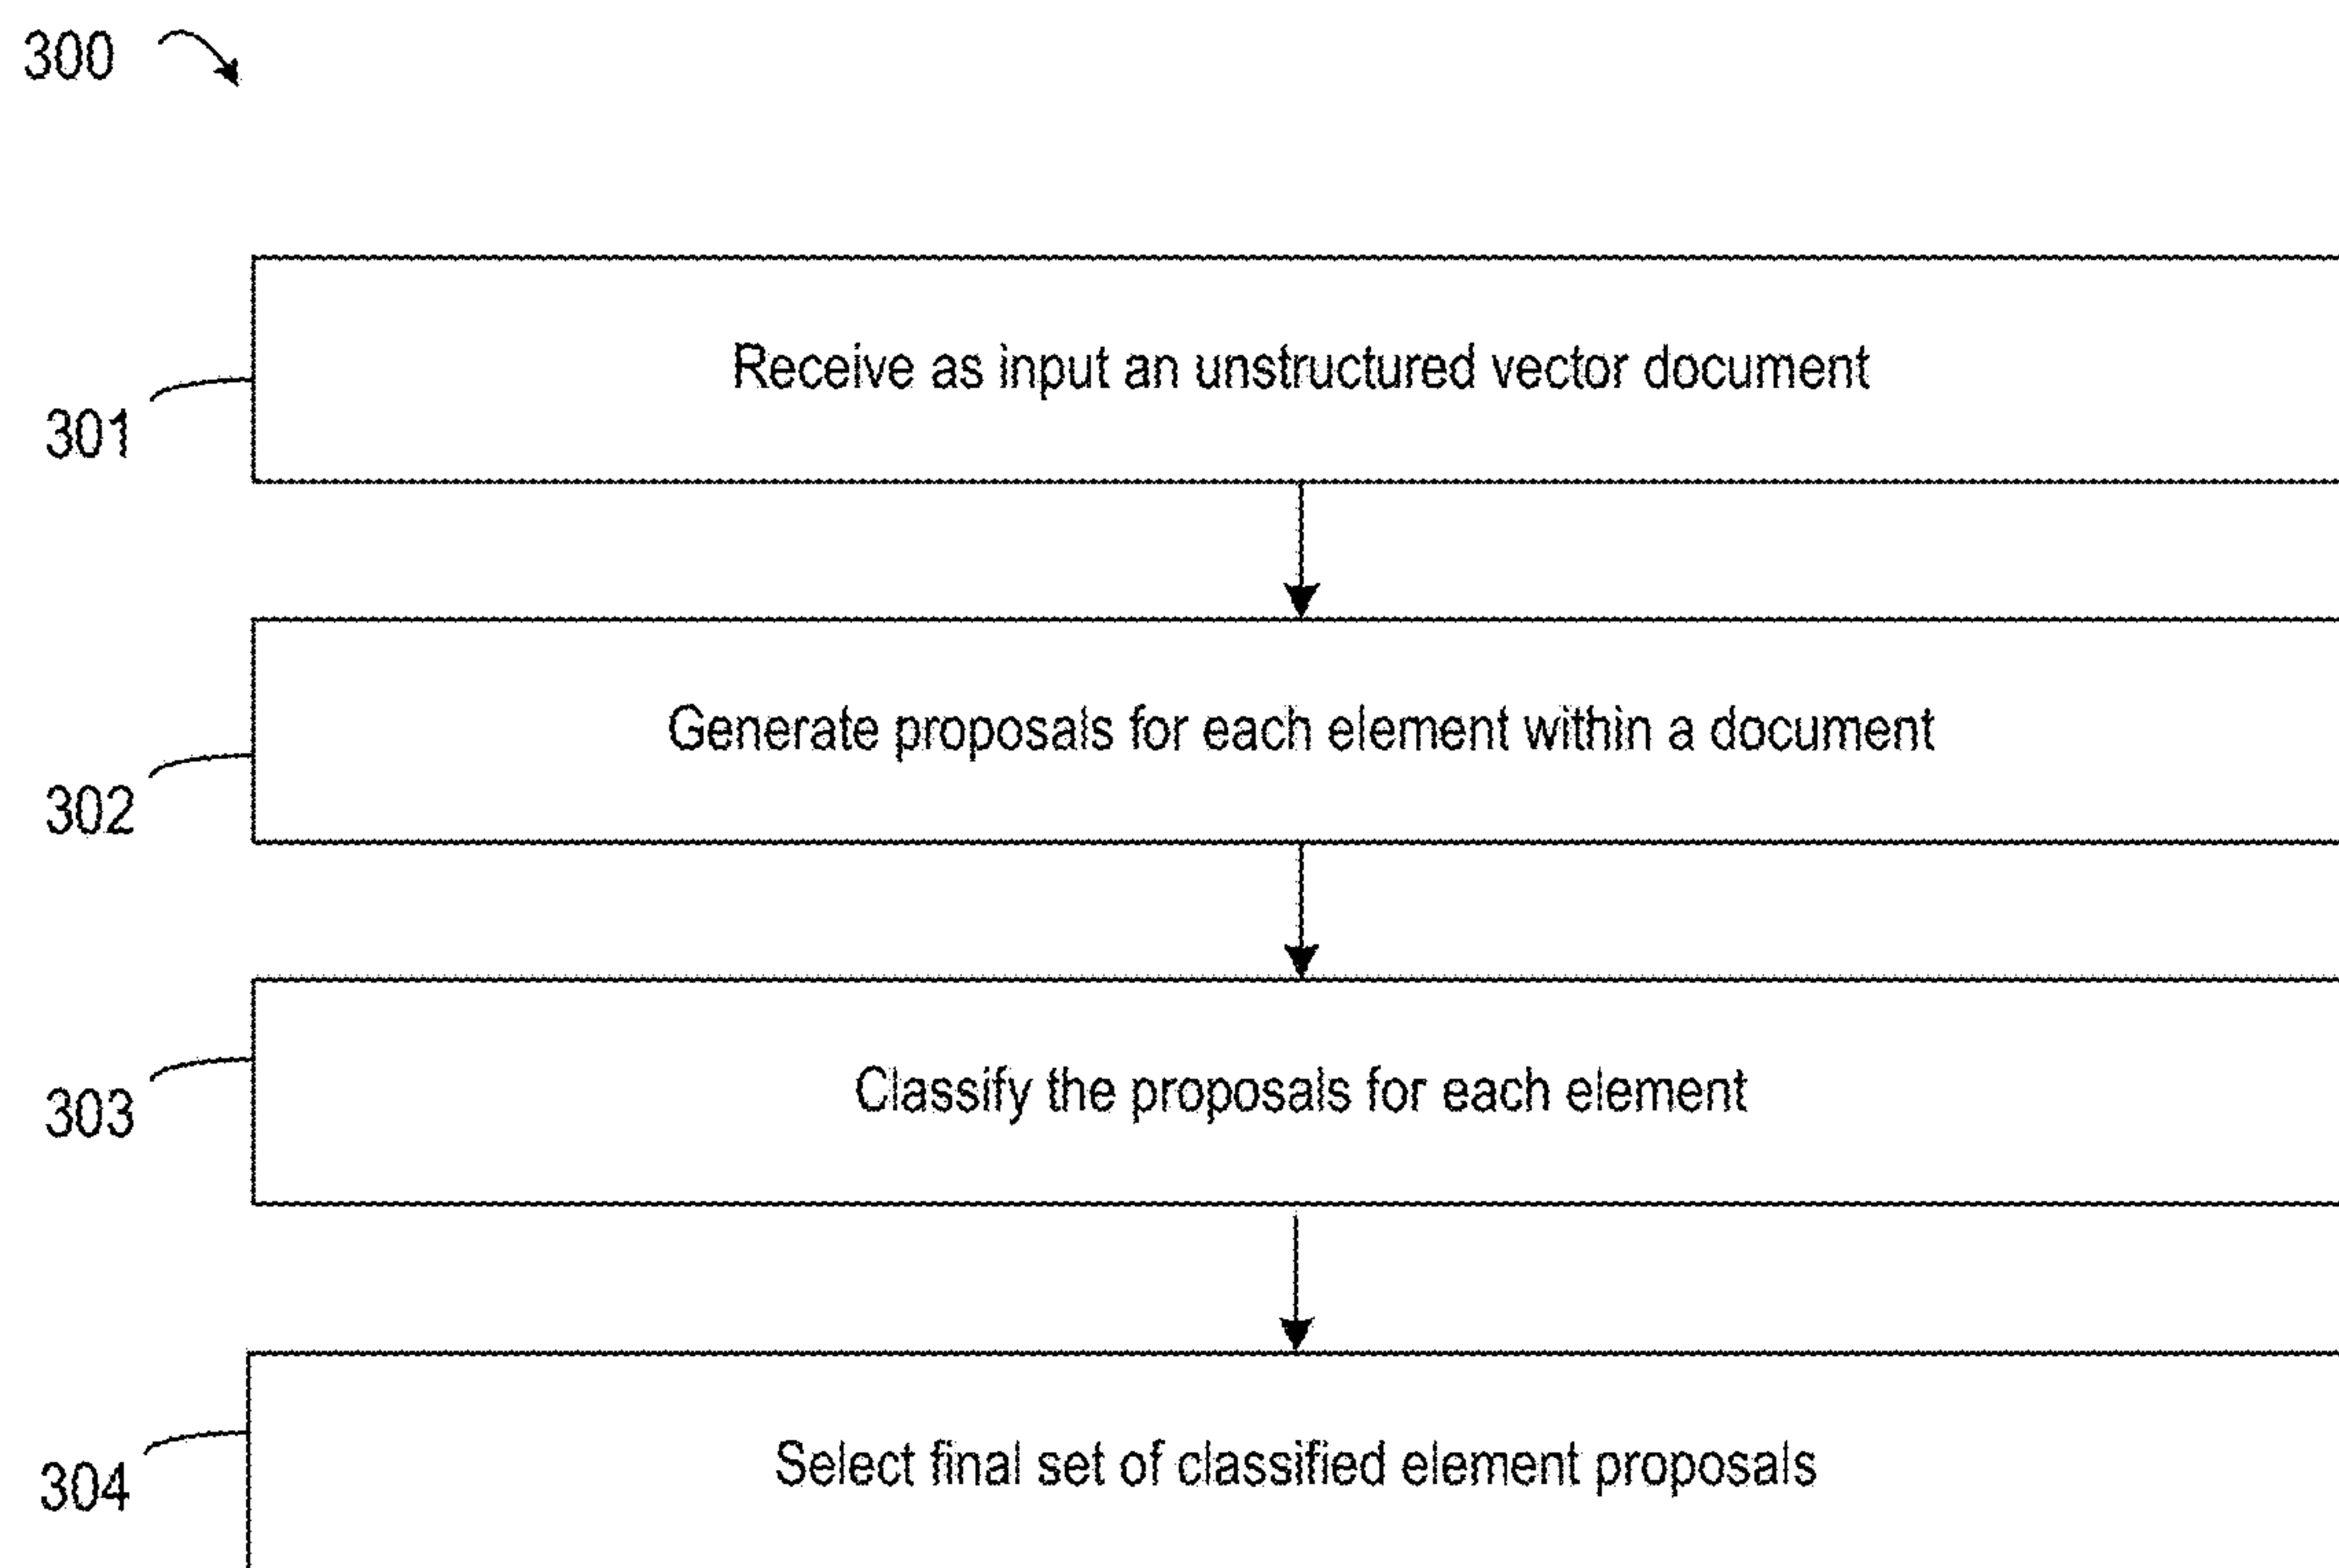 300
Receive as input an unstructured vector document
301
Generate proposals for each element within a document
302
Classify the proposals for each element
303
Select final set of classified element proposals
304